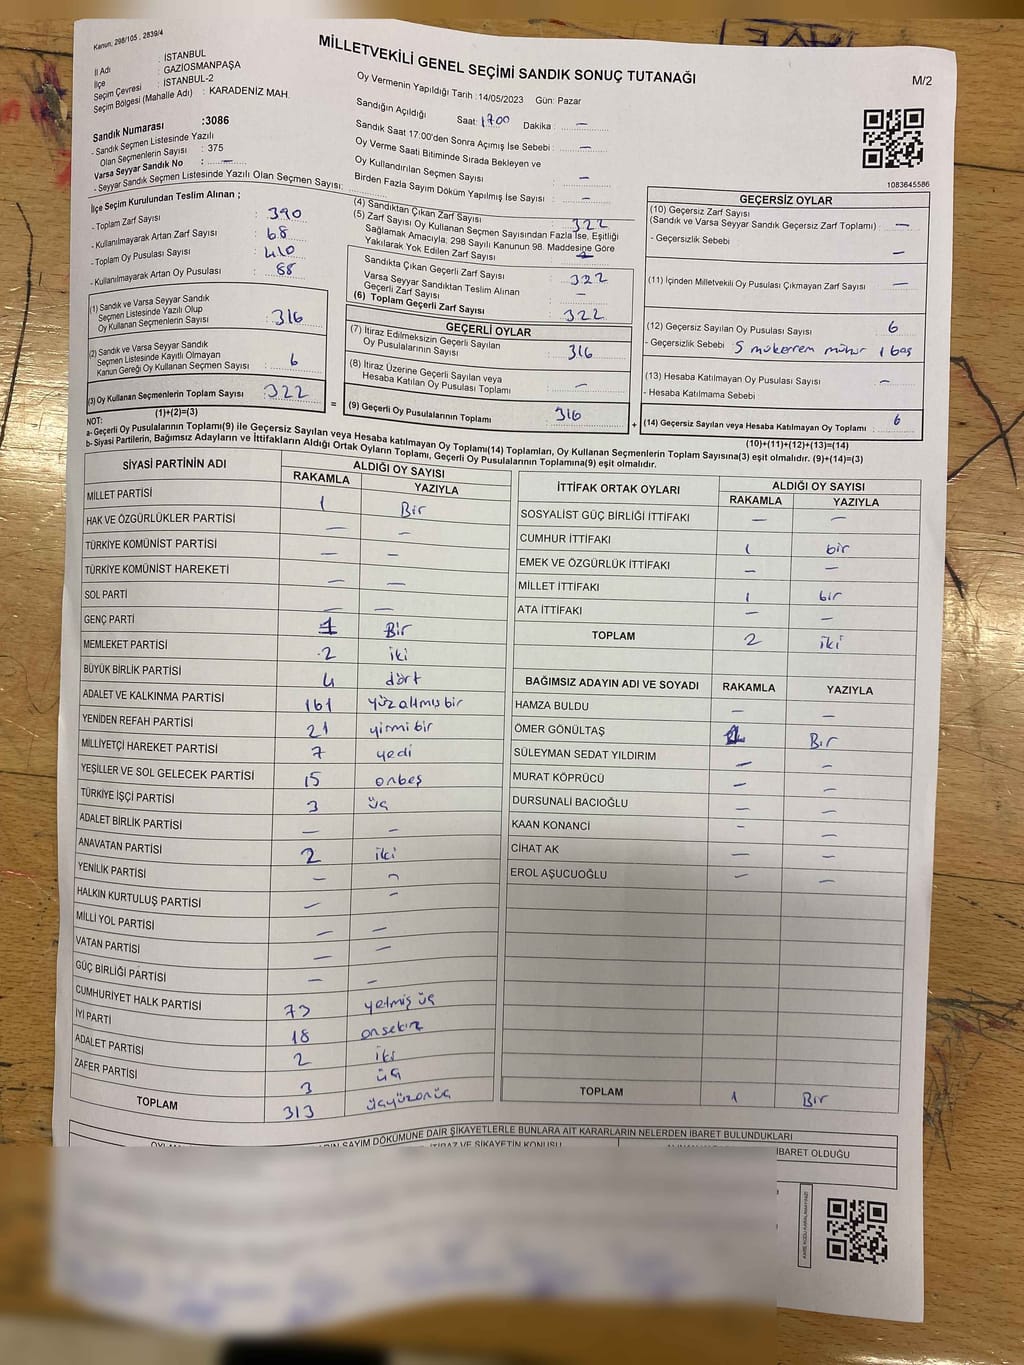 Kanun, 298/105 , 2839/4
MİLLETVEKİLİ GENEL SEÇİMİ SANDIK SONUÇ TUTANAĞI
M/2
İl Adı : İSTANBUL
İlçe : GAZİOSMANPAŞA
Seçim Çevresi : İSTANBUL-2
Seçim Bölgesi (Mahalle Adı) : KARADENİZ MAH.
Sandık Numarası :3086
- Sandık Seçmen Listesinde Yazılı
Olan Seçmenlerin Sayısı : 375
Varsa Seyyar Sandık No : —
- Seyyar Sandık Seçmen Listesinde Yazılı Olan Seçmen Sayısı:
Oy Vermenin Yapıldığı Tarih :14/05/2023 Gün: Pazar
Sandığın Açıldığı Saat: 1700 Dakika : —
Sandık Saat 17:00'den Sonra Açımış İse Sebebi : —
Oy Verme Saati Bitiminde Sırada Bekleyen ve
Oy Kullandırılan Seçmen Sayısı : —
Birden Fazla Sayım Döküm Yapılmış İse Sayısı : —
1083645586
İlçe Seçim Kurulundan Teslim Alınan ;
- Toplam Zarf Sayısı : 390
- Kullanılmayarak Artan Zarf Sayısı : 68
- Toplam Oy Pusulası Sayısı : 410
- Kullanılmayarak Artan Oy Pusulası : 88
(1) Sandık ve Varsa Seyyar Sandık
Seçmen Listesinde Yazılı Olup
Oy Kullanan Seçmenlerin Sayısı : 316
(2) Sandık ve Varsa Seyyar Sandık
Seçmen Listesinde Kayıtlı Olmayan
Kanun Gereği Oy Kullanan Seçmen Sayısı : 6
(3) Oy Kullanan Seçmenlerin Toplam Sayısı : 322
(1)+(2)=(3)
(4) Sandıktan Çıkan Zarf Sayısı : 322
(5) Zarf Sayısı Oy Kullanan Seçmen Sayısından Fazla İse, Eşitliği
Sağlamak Amacıyla, 298 Sayılı Kanunun 98. Maddesine Göre
Yakılarak Yok Edilen Zarf Sayısı :
Sandıkta Çıkan Geçerli Zarf Sayısı : 322
Varsa Seyyar Sandıktan Teslim Alınan
Geçerli Zarf Sayısı : —
(6) Toplam Geçerli Zarf Sayısı : 322
GEÇERLİ OYLAR
(7) İtiraz Edilmeksizin Geçerli Sayılan
Oy Pusulalarının Sayısı : 316
(8) İtiraz Üzerine Geçerli Sayılan veya
Hesaba Katılan Oy Pusulası Toplamı : —
= (9) Geçerli Oy Pusulalarının Toplamı : 316
GEÇERSİZ OYLAR
(10) Geçersiz Zarf Sayısı
(Sandık ve Varsa Seyyar Sandık Geçersiz Zarf Toplamı) : —
- Geçersizlik Sebebi : —
(11) İçinden Milletvekili Oy Pusulası Çıkmayan Zarf Sayısı : —
(12) Geçersiz Sayılan Oy Pusulası Sayısı : 6
- Geçersizlik Sebebi : 5 mükerrem mühür 1 boş
(13) Hesaba Katılmayan Oy Pusulası Sayısı : —
- Hesaba Katılmama Sebebi
+ (14) Geçersiz Sayılan veya Hesaba Katılmayan Oy Toplamı : 6
(10)+(11)+(12)+(13)=(14)
NOT:
a- Geçerli Oy Pusulalarının Toplamı(9) ile Geçersiz Sayılan veya Hesaba katılmayan Oy Toplamı(14) Toplamları, Oy Kullanan Seçmenlerin Toplam Sayısına(3) eşit olmalıdır. (9)+(14)=(3)
b- Siyasi Partilerin, Bağımsız Adayların ve İttifakların Aldığı Ortak Oyların Toplamı, Geçerli Oy Pusulalarının Toplamına(9) eşit olmalıdır.
SİYASİ PARTİNİN ADI ALDIĞI OY SAYISI
RAKAMLA YAZIYLA
MİLLET PARTİSİ 1 Bir
HAK VE ÖZGÜRLÜKLER PARTİSİ — —
TÜRKİYE KOMÜNİST PARTİSİ — —
TÜRKİYE KOMÜNİST HAREKETİ — —
SOL PARTİ — —
GENÇ PARTİ 1 Bir
MEMLEKET PARTİSİ 2 iki
BÜYÜK BİRLİK PARTİSİ 4 dört
ADALET VE KALKINMA PARTİSİ 161 yüzaltmışbir
YENİDEN REFAH PARTİSİ 21 yirmibir
MİLLİYETÇİ HAREKET PARTİSİ 7 yedi
YEŞİLLER VE SOL GELECEK PARTİSİ 15 onbeş
TÜRKİYE İŞÇİ PARTİSİ 3 üç
ADALET BİRLİK PARTİSİ — —
ANAVATAN PARTİSİ 2 iki
YENİLİK PARTİSİ — —
HALKIN KURTULUŞ PARTİSİ — —
MİLLİ YOL PARTİSİ — —
VATAN PARTİSİ — —
GÜÇ BİRLİĞİ PARTİSİ — —
CUMHURİYET HALK PARTİSİ 73 yetmiş üç
İYİ PARTİ 18 onsekiz
ADALET PARTİSİ 2 iki
ZAFER PARTİSİ 3 üç
TOPLAM 313 üçyüzonüç
İTTİFAK ORTAK OYLARI ALDIĞI OY SAYISI
RAKAMLA YAZIYLA
SOSYALİST GÜÇ BİRLİĞİ İTTİFAKI — —
CUMHUR İTTİFAKI 1 bir
EMEK VE ÖZGÜRLÜK İTTİFAKI — —
MİLLET İTTİFAKI 1 bir
ATA İTTİFAKI — —
TOPLAM 2 iki
BAĞIMSIZ ADAYIN ADI VE SOYADI RAKAMLA YAZIYLA
HAMZA BULDU — —
ÖMER GÖNÜLTAŞ 1 Bir
SÜLEYMAN SEDAT YILDIRIM — —
MURAT KÖPRÜCÜ — —
DURSUNALİ BACIOĞLU — —
KAAN KONANCİ — —
CİHAT AK — —
EROL AŞUCUOĞLU — —
TOPLAM 1 Bir
SAYIM DÖKÜMÜNE DAİR ŞİKAYETLERLE BUNLARA AİT KARARLARIN NELERDEN İBARET BULUNDUKLARI
İTİRAZ VE ŞİKAYETİN KONUSU
İBARET OLDUĞU